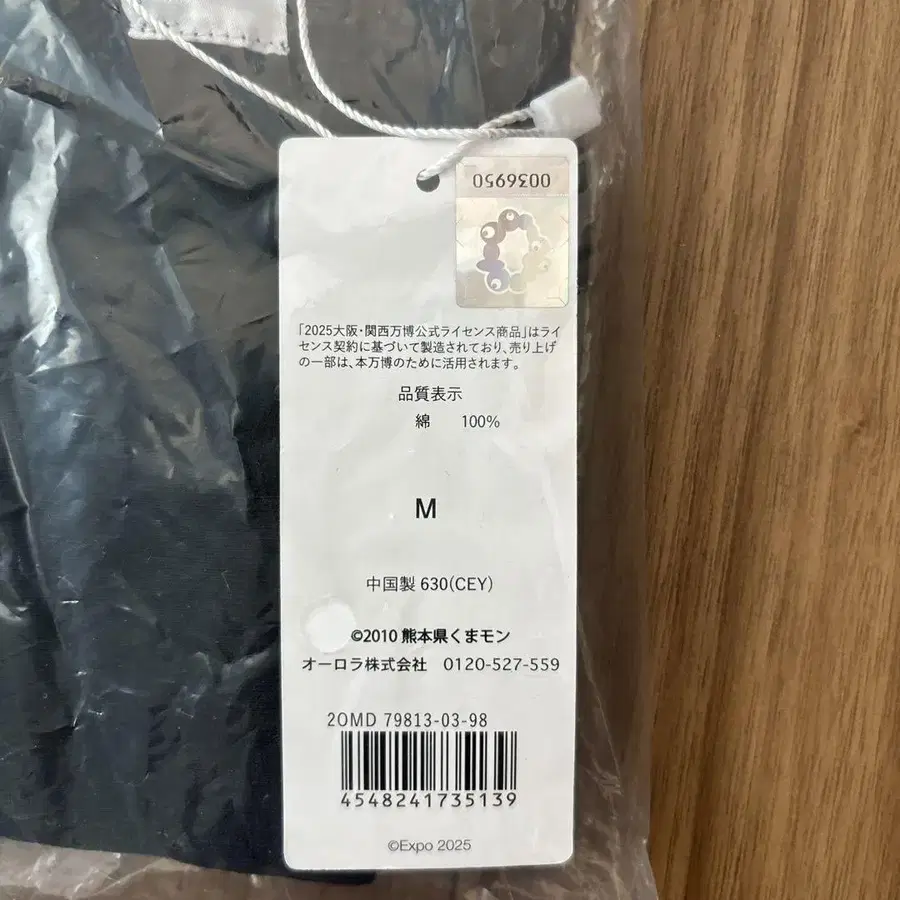 0036950
「2025大阪・関西万博公式ライセンス商品」はライ
センス契約に基づいて製造されており、売り上げ
の一部は、本万博のために活用されます。
品質表示
綿 100%
M
中国製 630(CEY)
©2010 熊本県くまモン
オーロラ株式会社 0120-527-559
2OMD 79813-03-98
4548241735139
©Expo 2025